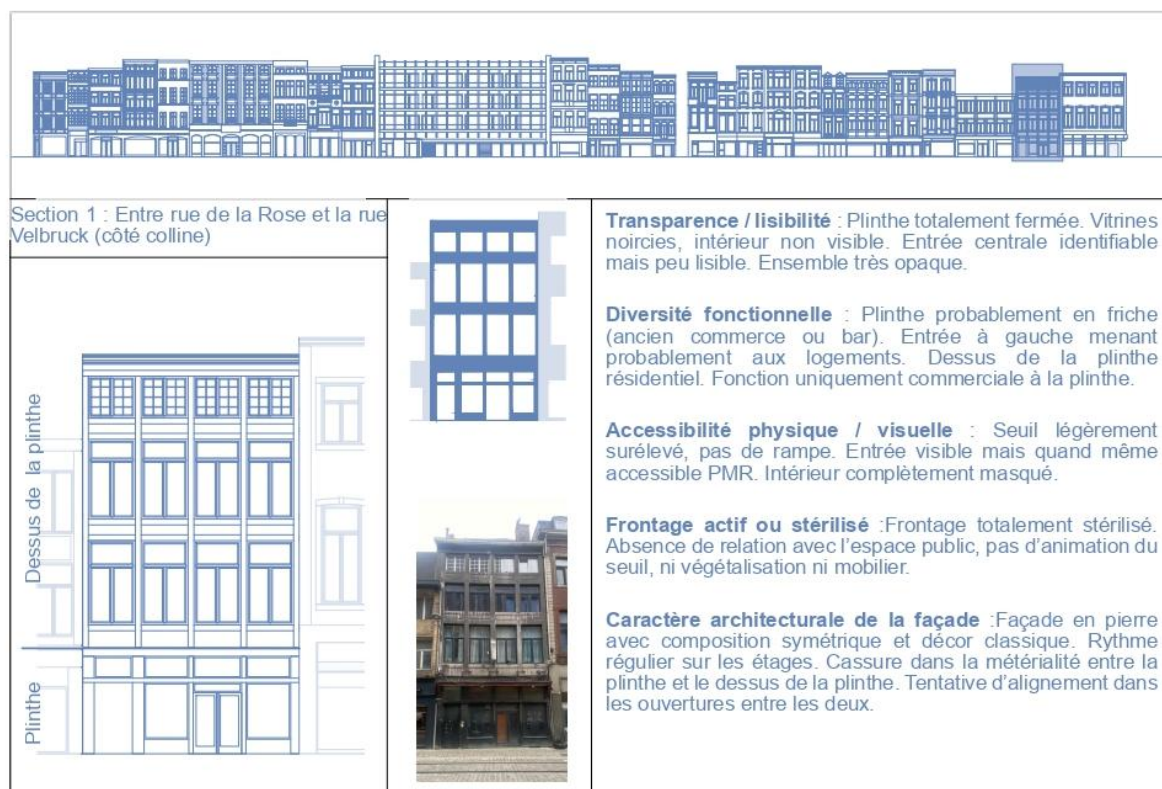 Section 1 : Entre rue de la Rose et la rue
Velbruck (côté colline)
Dessus de la plinthe
Plinthe
Transparence / lisibilité : Plinthe totalement fermée. Vitrines
noircies, intérieur non visible. Entrée centrale identifiable
mais peu lisible. Ensemble très opaque.
Diversité fonctionnelle : Plinthe probablement en friche
(ancien commerce ou bar). Entrée à gauche menant
probablement aux logements. Dessus de la plinthe
résidentiel. Fonction uniquement commerciale à la plinthe.
Accessibilité physique / visuelle : Seuil légèrement
surélevé, pas de rampe. Entrée visible mais quand même
accessible PMR. Intérieur complètement masqué.
Frontage actif ou stérilisé :Frontage totalement stérilisé.
Absence de relation avec l'espace public, pas d'animation du
seuil, ni végétalisation ni mobilier.
Caractère architecturale de la façade :Façade en pierre
avec composition symétrique et décor classique. Rythme
régulier sur les étages. Cassure dans la métérialité entre la
plinthe et le dessus de la plinthe. Tentative d'alignement dans
les ouvertures entre les deux.